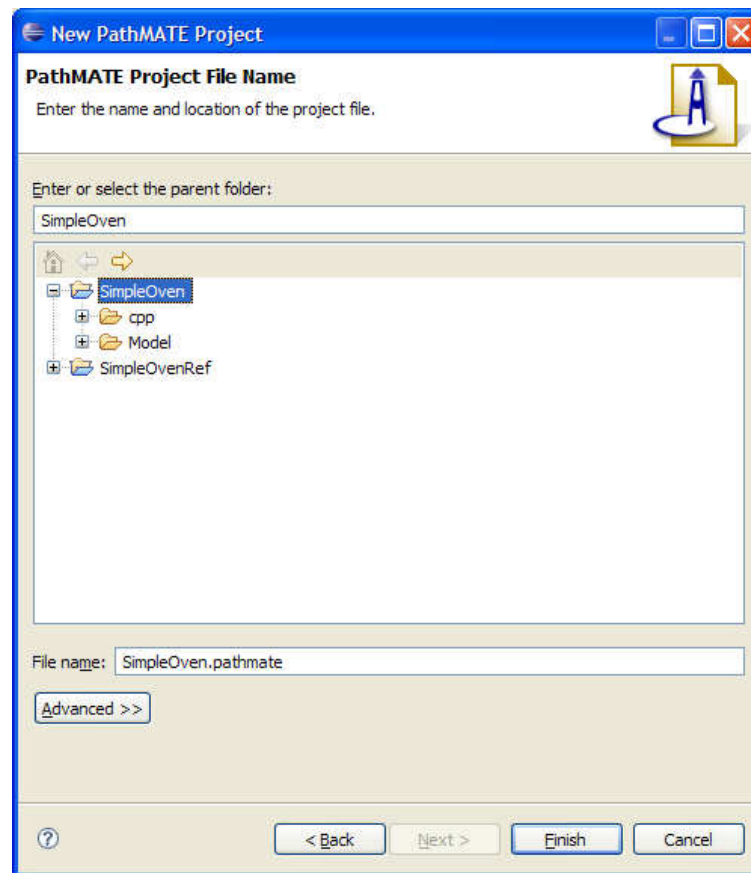 New PathMATE Project
PathMATE Project File Name
Enter the name and location of the project file.
Enter or select the parent folder:
SimpleOven
SimpleOven
cpp
Model
SimpleOvenRef
File name: SimpleOven.pathmate
Advanced >>
? < Back Next > Finish Cancel